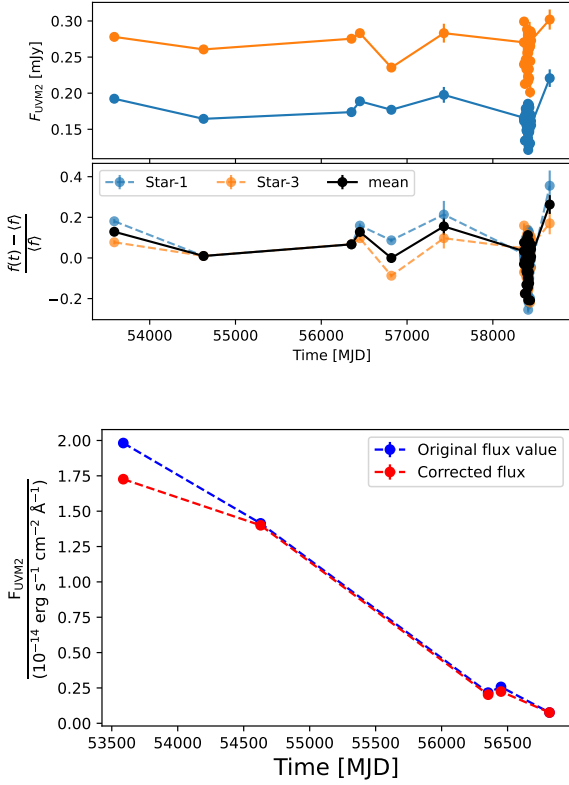 0.30
0.25
0.20
0.15
F_UVM2 [mJy]
Star-1
Star-3
mean
0.4
0.2
0.0
−0.2
f(t) − ⟨f⟩
⟨f⟩
54000 55000 56000 57000 58000
Time [MJD]
Original flux value
Corrected flux
2.00
1.75
1.50
1.25
1.00
0.75
0.50
0.25
0.00
F_UVM2
(10⁻¹⁴ erg s⁻¹ cm⁻² Å⁻¹)
53500 54000 54500 55000 55500 56000 56500
Time [MJD]